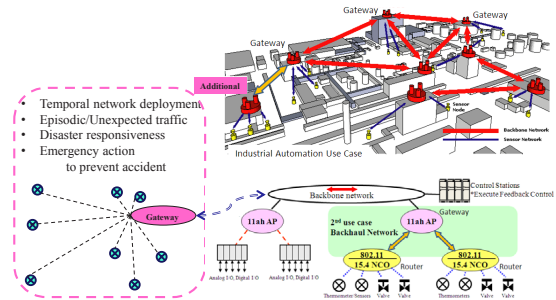 Gateway
Gateway
Gateway
Additional
• Temporal network deployment
• Episodic/Unexpected traffic
• Disaster responsiveness
• Emergency action
to prevent accident
Sensor
Node
Backbone Network
Sensor Network
Industrial Automation Use Case
Gateway
Backbone network
Control Stations
*Execute Feedback Control
11ah AP
2nd use case
Backhaul Network
Gateway
11ah AP
802.11
15.4 NCO
Router
802.11
15.4 NCO
Router
Analog I/O, Digital I/O
Analog I/O, Digital I/O
Thermometer
Sensors
Valve
Valve
Thermometer
Valve
Valve